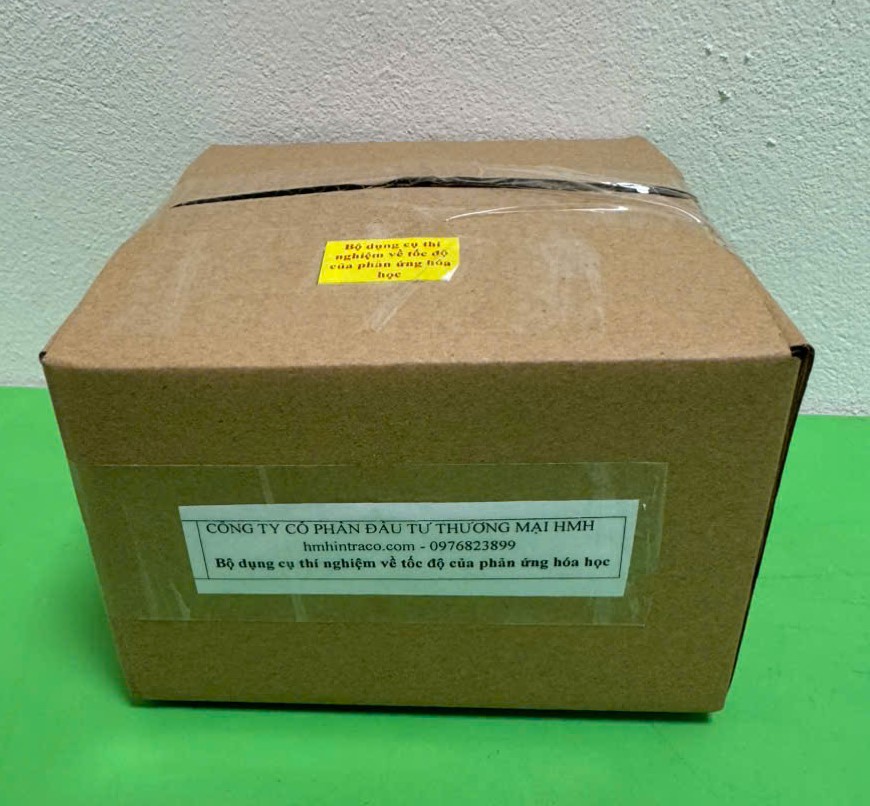 Bộ dụng cụ thí
nghiệm về tốc độ
của phản ứng hóa
học
CÔNG TY CỔ PHẦN ĐẦU TƯ THƯƠNG MẠI HMH
hmhintraco.com - 0976823899
Bộ dụng cụ thí nghiệm về tốc độ của phản ứng hóa học